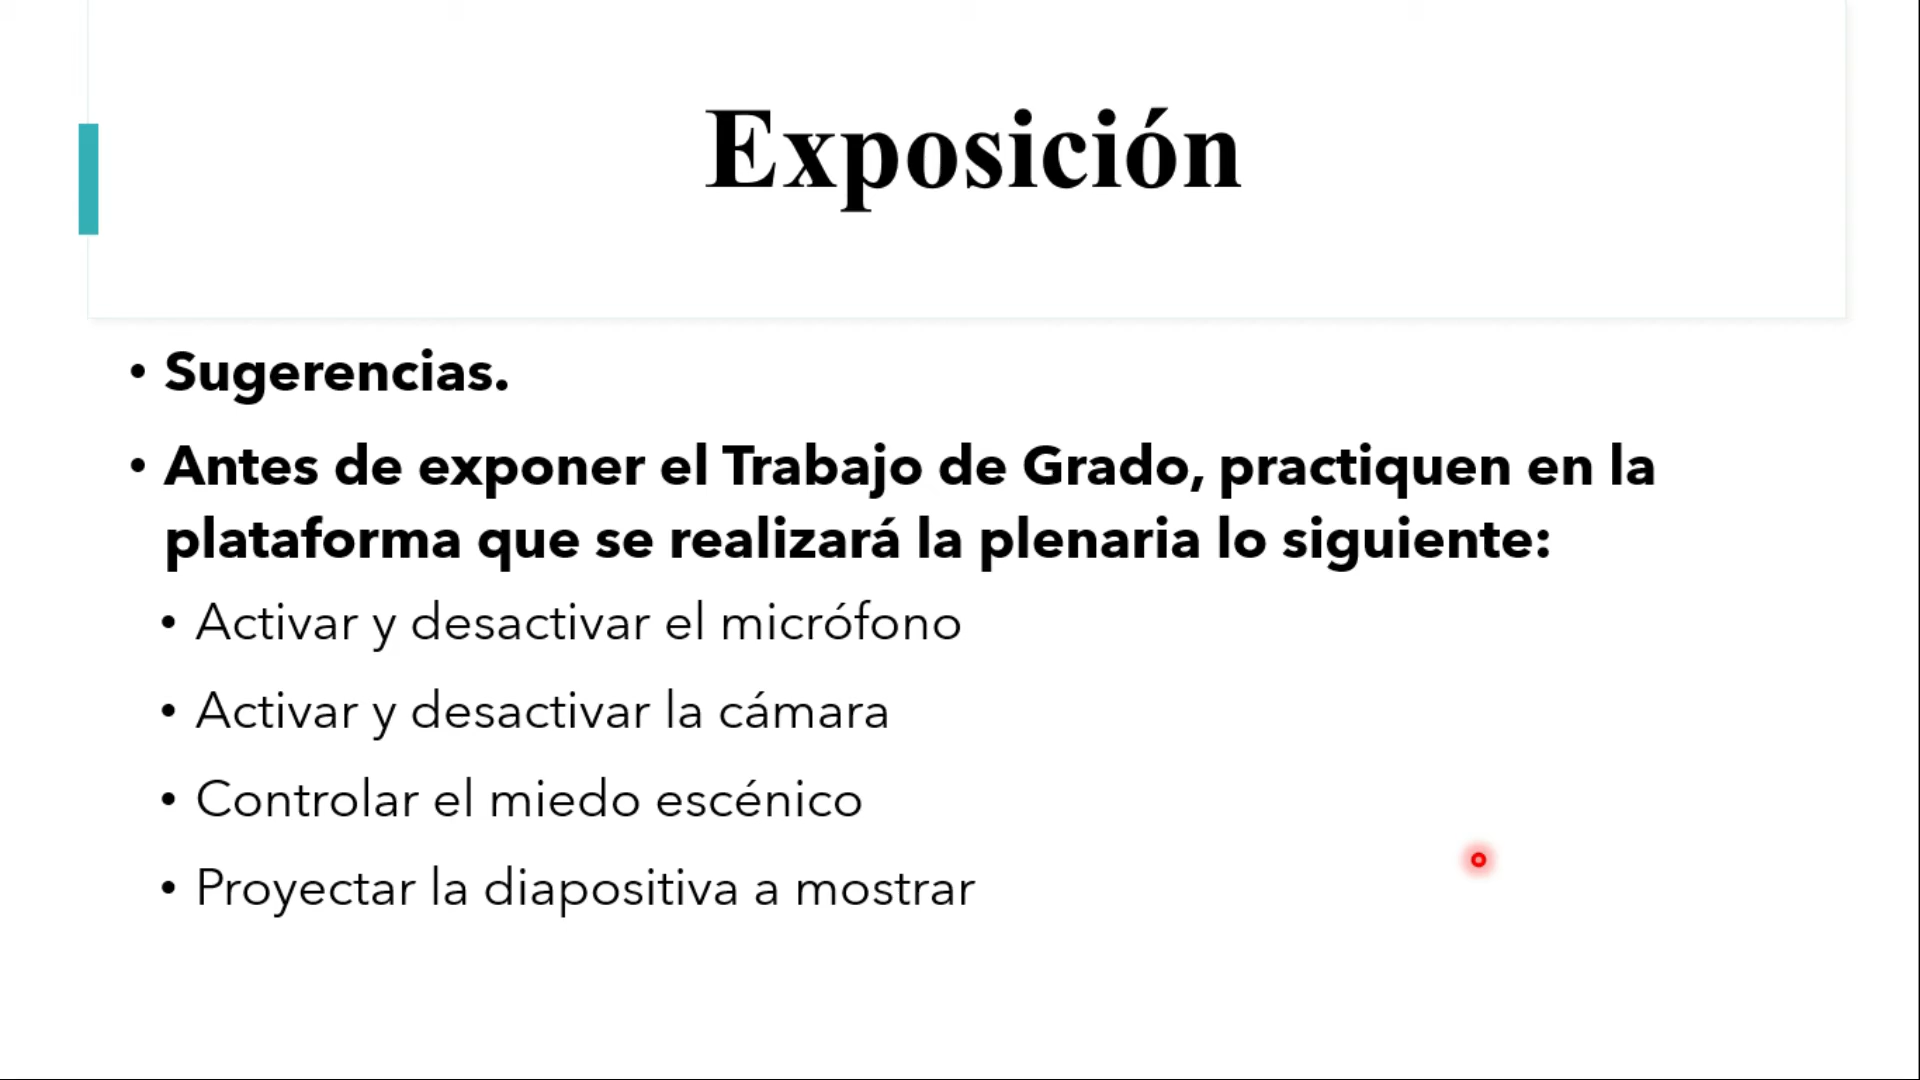 Exposición
• Sugerencias.
• Antes de exponer el Trabajo de Grado, practiquen en la
plataforma que se realizará la plenaria lo siguiente:
• Activar y desactivar el micrófono
• Activar y desactivar la cámara
• Controlar el miedo escénico
• Proyectar la diapositiva a mostrar